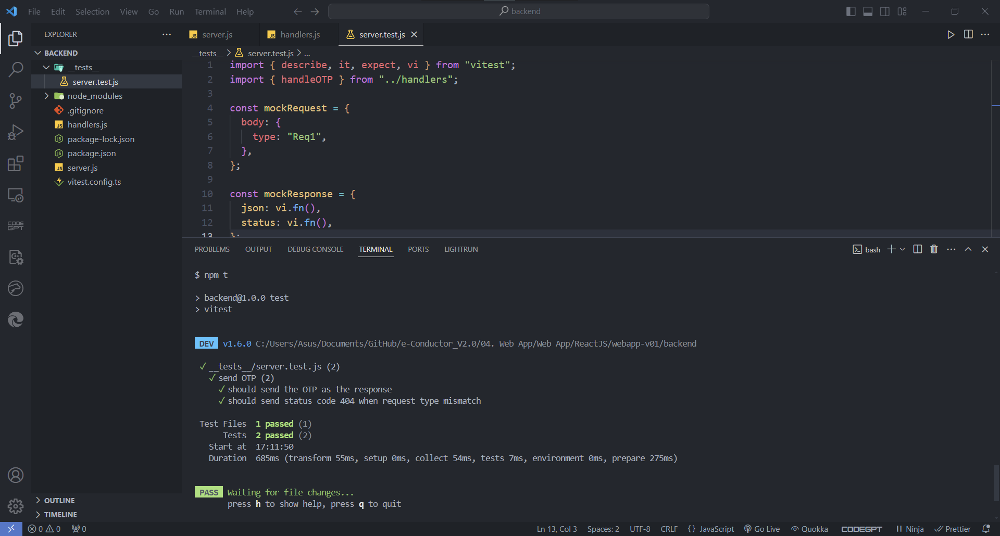 File Edit Selection View Go Run Terminal Help
backend
EXPLORER
BACKEND
__tests__
server.test.js
node_modules
.gitignore
JS handlers.js
package-lock.json
package.json
JS server.js
vitest.config.ts
OUTLINE
TIMELINE
CODE
GPT
JS server.js
JS handlers.js
server.test.js
__tests__ > server.test.js > ...
1 import { describe, it, expect, vi } from "vitest";
2 import { handleOTP } from "../handlers";
3
4 const mockRequest = {
5 body: {
6 type: "Req1",
7 },
8 };
9
10 const mockResponse = {
11 json: vi.fn(),
12 status: vi.fn(),
13 };
PROBLEMS OUTPUT DEBUG CONSOLE TERMINAL PORTS LIGHTRUN
bash
$ npm t
> backend@1.0.0 test
> vitest
DEV v1.6.0 C:/Users/Asus/Documents/GitHub/e-Conductor_V2.0/04. Web App/Web App/ReactJS/webapp-v01/backend
✓ __tests__/server.test.js (2)
✓ send OTP (2)
✓ should send the OTP as the response
✓ should send status code 404 when request type mismatch
Test Files 1 passed (1)
Tests 2 passed (2)
Start at 17:11:50
Duration 685ms (transform 55ms, setup 0ms, collect 54ms, tests 7ms, environment 0ms, prepare 275ms)
PASS Waiting for file changes...
press h to show help, press q to quit
0 0 0
Ln 13, Col 3 Spaces: 2 UTF-8 CRLF {} JavaScript Go Live Quokka CODEGPT Ninja Prettier